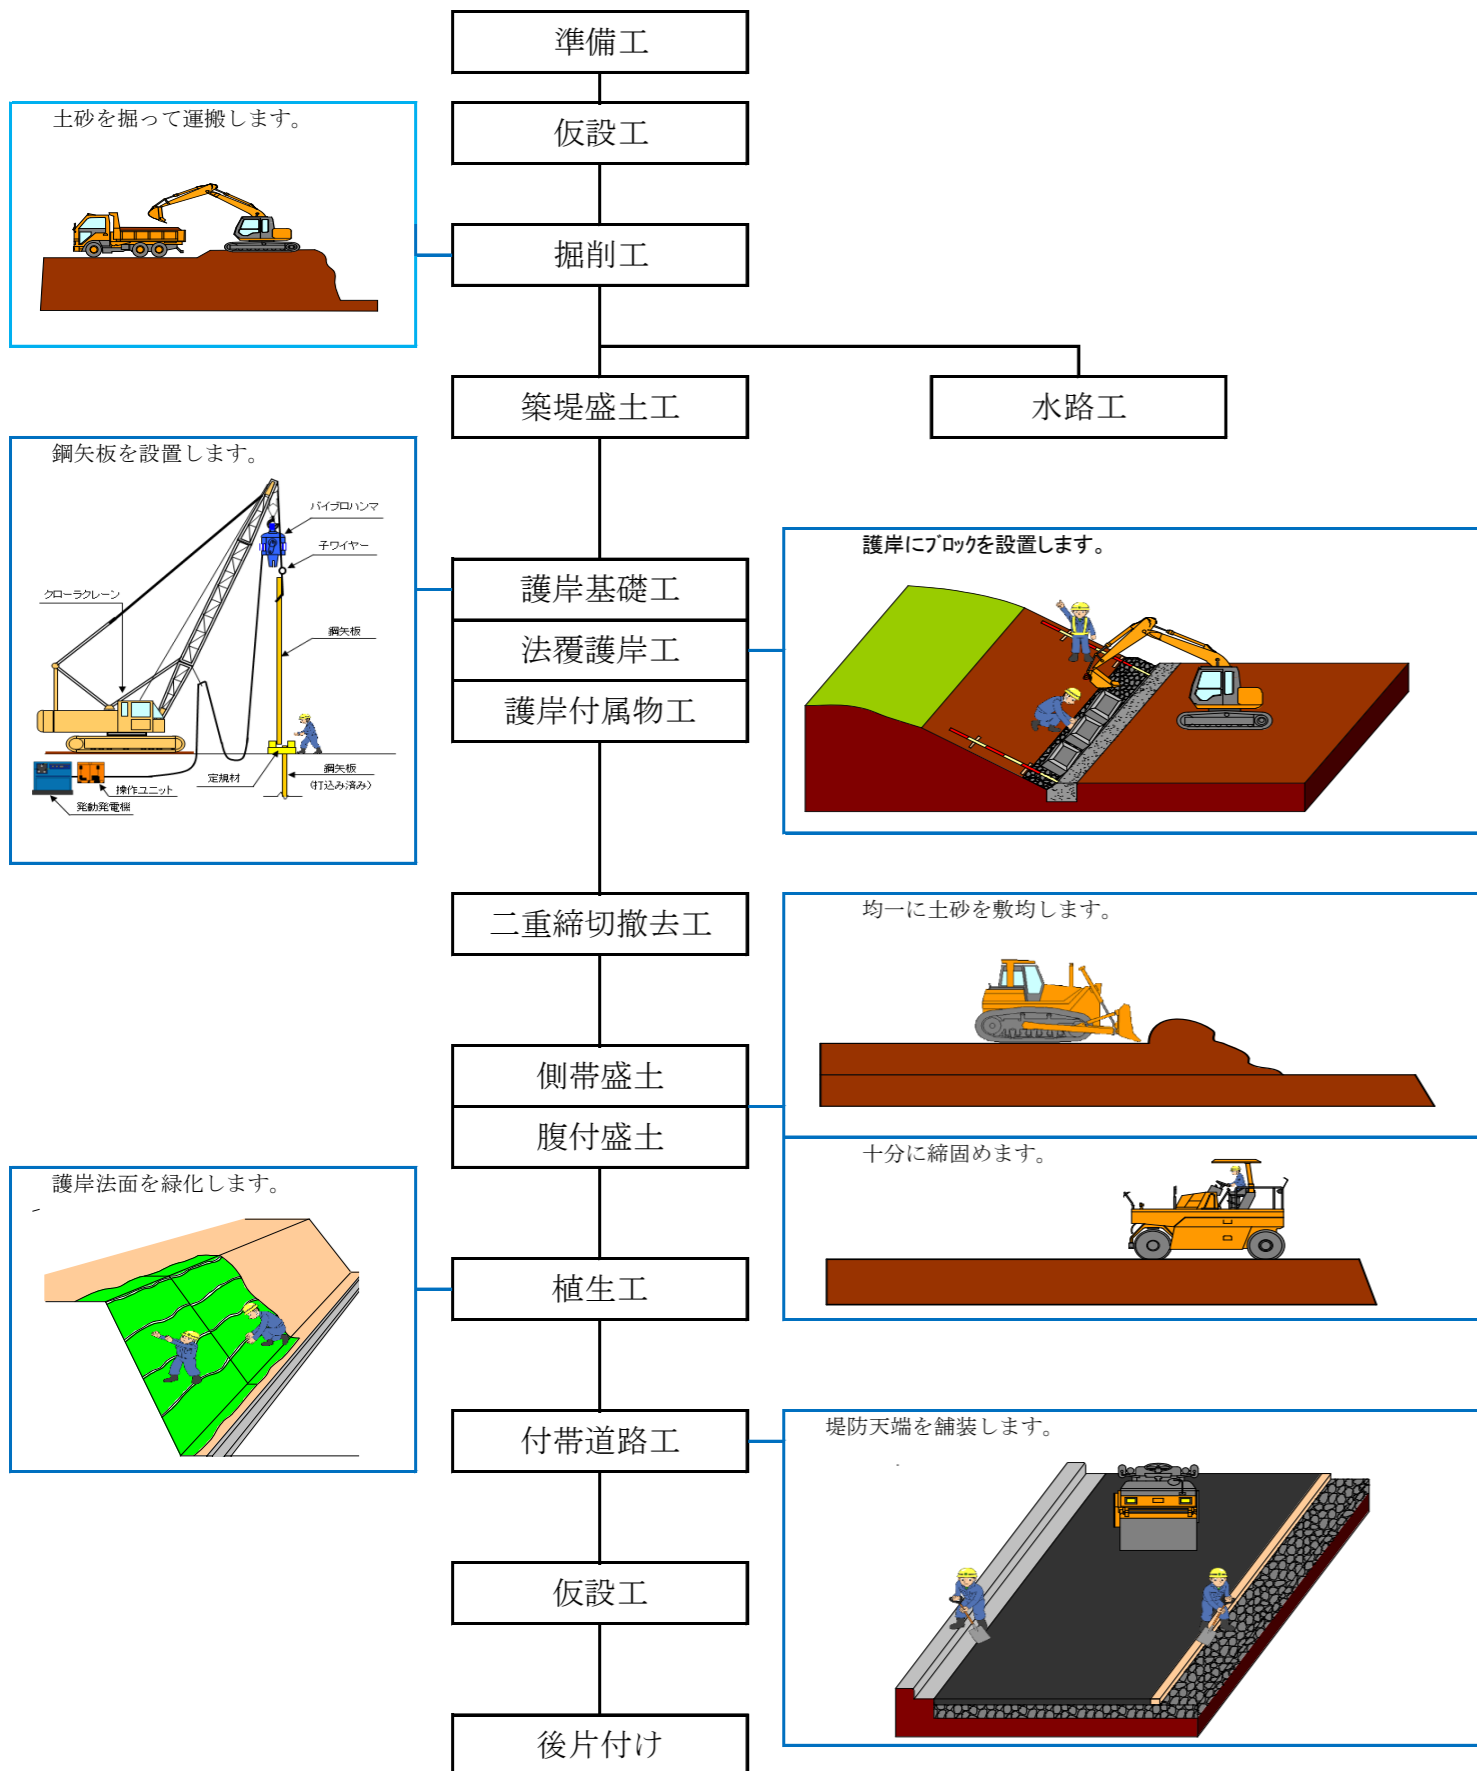 準備工
土砂を掘って運搬します。
仮設工
掘削工
築堤盛土工
水路工
鋼矢板を設置します。
バイブロハンマ
子ワイヤー
クローラクレーン
鋼矢板
定規材
鋼矢板
(打込み済み)
操作ユニット
発動発電機
護岸基礎工
法覆護岸工
護岸付属物工
護岸にブロックを設置します。
二重締切撤去工
均一に土砂を敷均します。
側帯盛土
腹付盛土
十分に締固めます。
護岸法面を緑化します。
植生工
付帯道路工
堤防天端を舗装します。
仮設工
後片付け